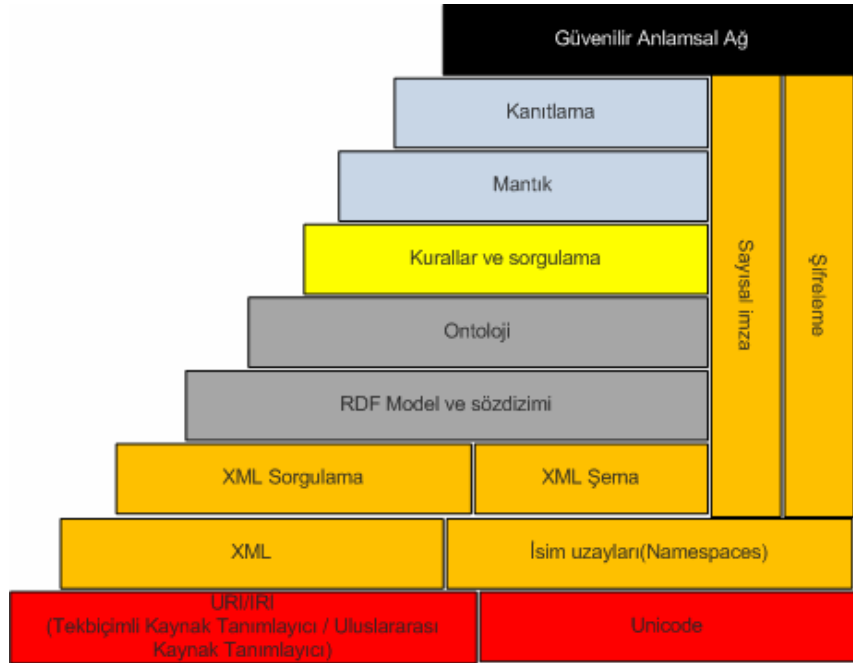 Güvenilir Anlamsal Ağ
Kanıtlama
Mantık
Kurallar ve sorgulama
Ontoloji
RDF Model ve sözdizimi
Sayısal imza
Şifreleme
XML Sorgulama
XML Şema
XML
İsim uzayları(Namespaces)
URI/IRI
(Tekbiçimli Kaynak Tanımlayıcı / Uluslararası
Kaynak Tanımlayıcı)
Unicode